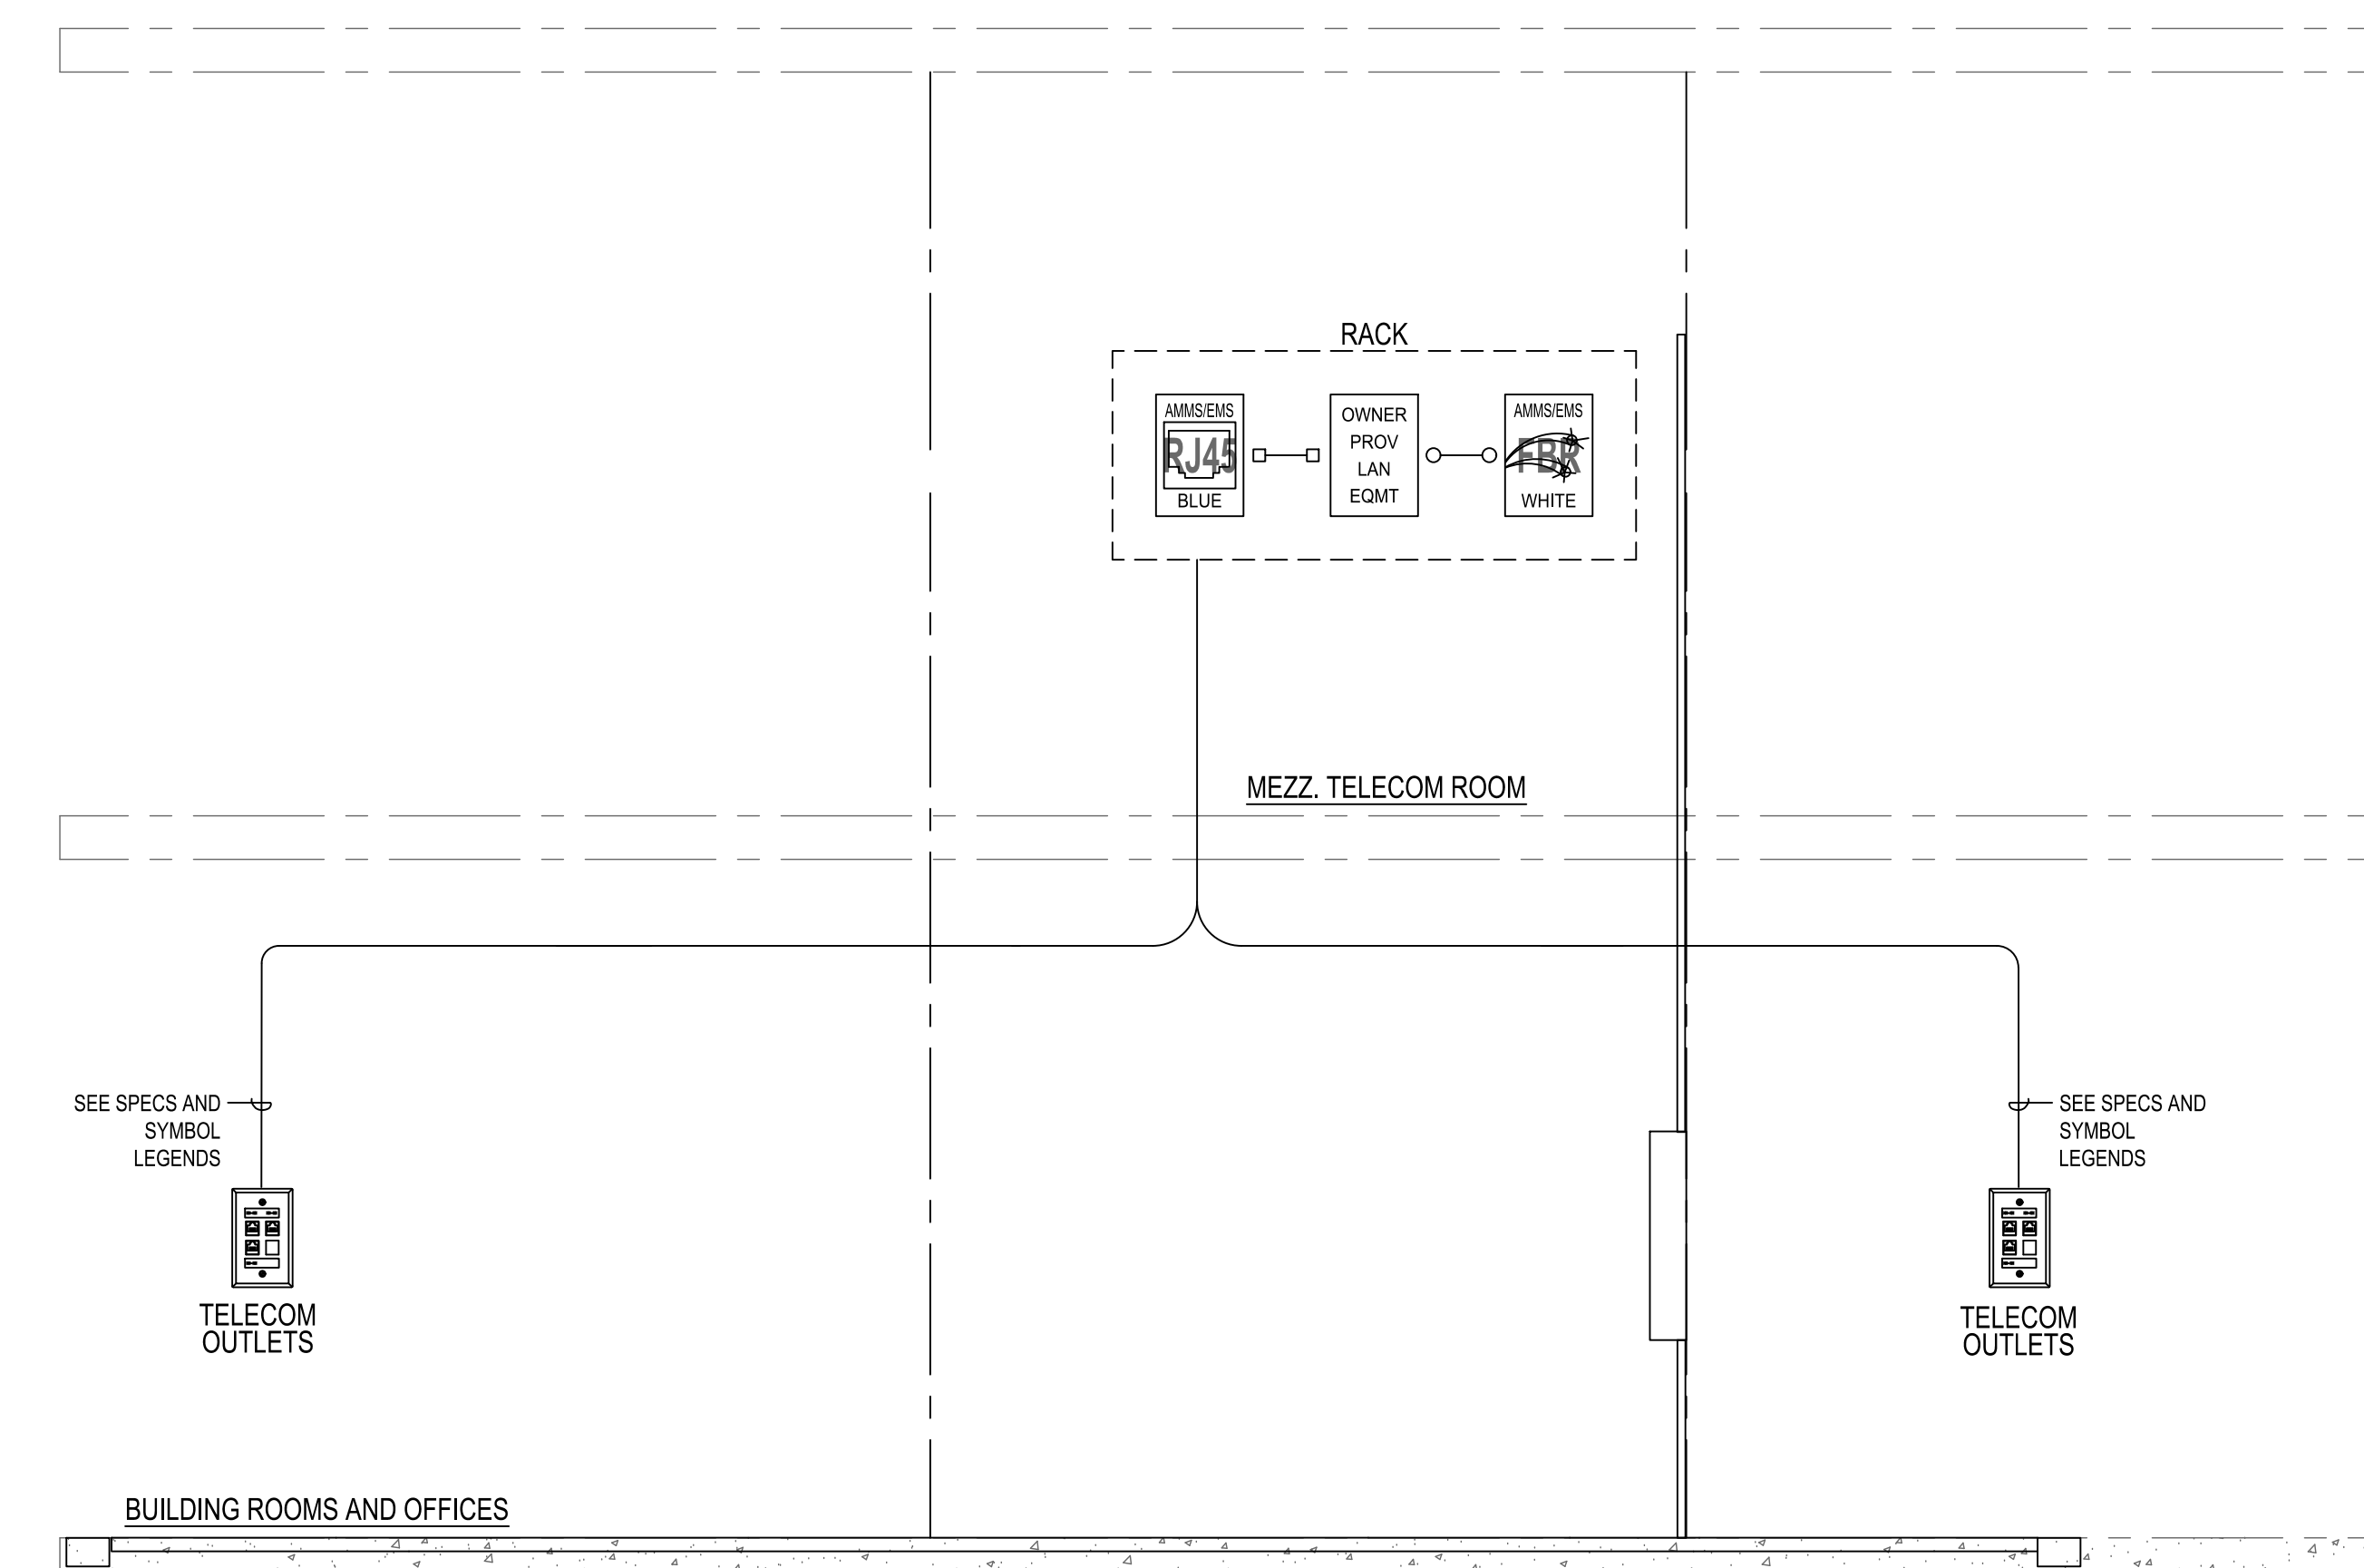 RACK
AMMS/EMS
RJ45
BLUE
OWNER
PROV
LAN
EQMT
AMMS/EMS
FBR
WHITE
MEZZ. TELECOM ROOM
SEE SPECS AND
SYMBOL
LEGENDS
TELECOM
OUTLETS
SEE SPECS AND
SYMBOL
LEGENDS
TELECOM
OUTLETS
BUILDING ROOMS AND OFFICES